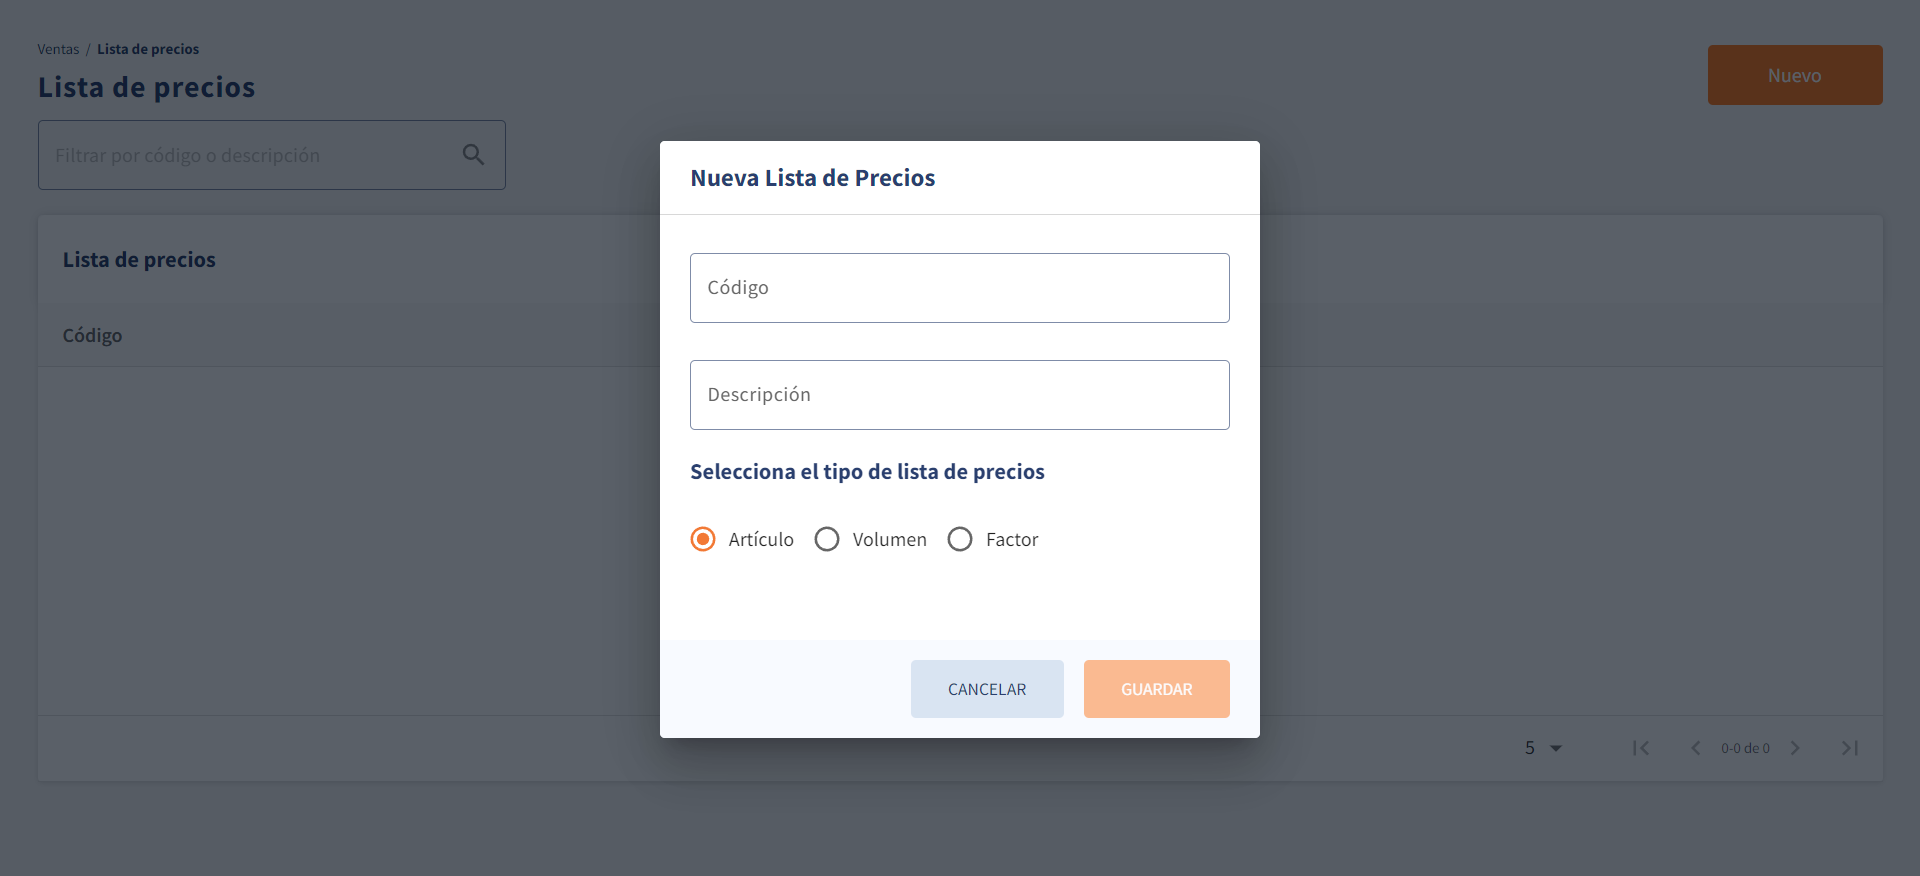 Ventas / Lista de precios
Lista de precios
Nuevo
Filtrar por código o descripción
Lista de precios
Código
Nueva Lista de Precios
Código
Descripción
Selecciona el tipo de lista de precios
Artículo Volumen Factor
CANCELAR GUARDAR
5 0-0 de 0